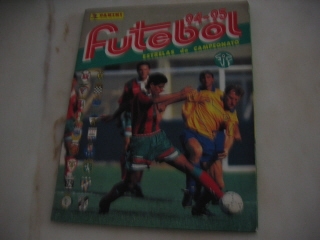 PANINI
Futebol 94-95
ESTRELAS DO CAMPEONATO